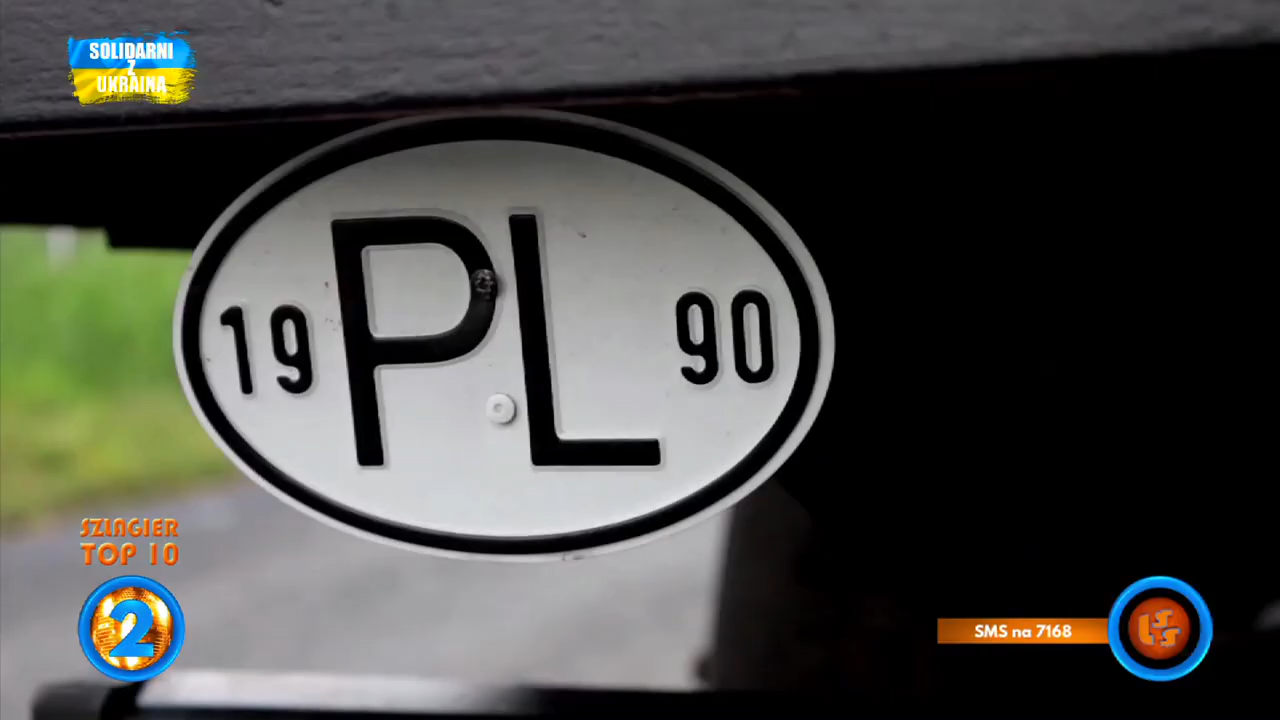 SOLIDARNI
Z
UKRAINA
19 PL 90
SZLAGIER
TOP 10
2
SMS na 7168